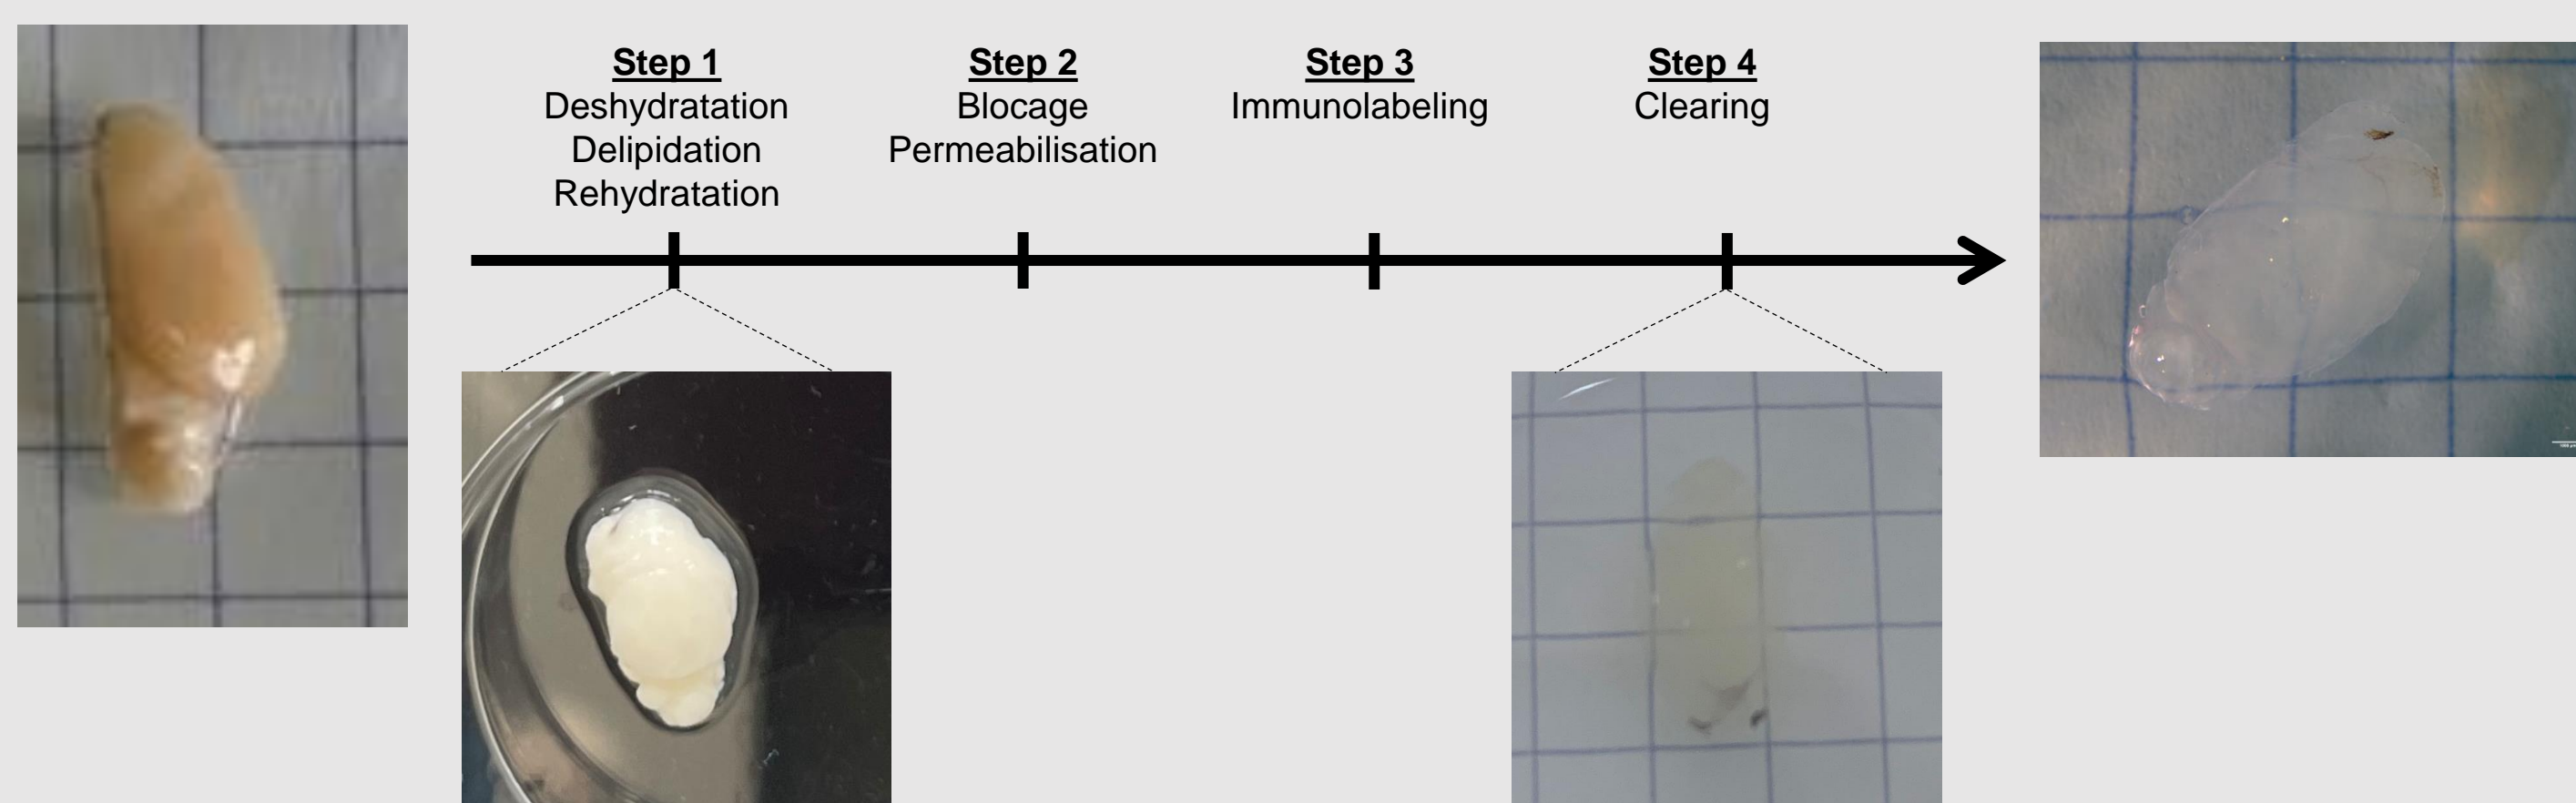 Step 1
Deshydratation
Delipidation
Rehydratation
Step 2
Blocage
Permeabilisation
Step 3
Immunolabeling
Step 4
Clearing